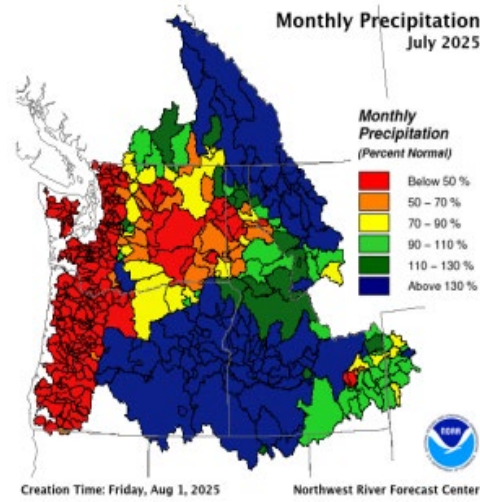 Monthly Precipitation
July 2025
Monthly
Precipitation
(Percent Normal)
Below 50 %
50 – 70 %
70 – 90 %
90 – 110 %
110 – 130 %
Above 130 %
NOAA
Creation Time: Friday, Aug 1, 2025
Northwest River Forecast Center